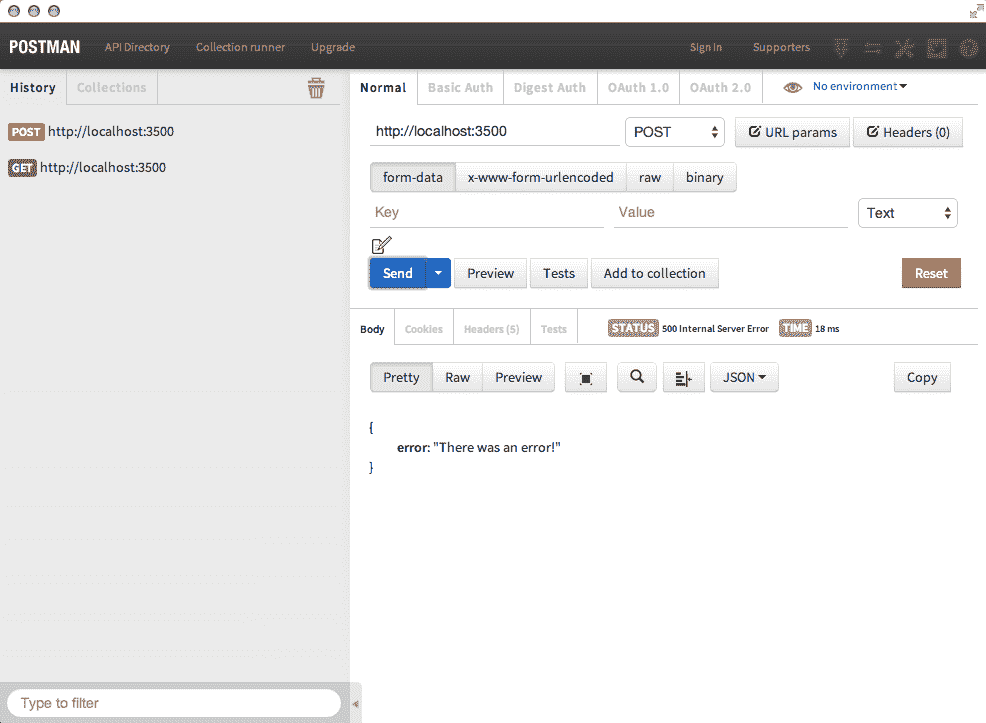 POSTMAN API Directory Collection runner Upgrade Sign in Supporters
History Collections Normal Basic Auth Digest Auth OAuth 1.0 OAuth 2.0 No environment
POST http://localhost:3500 http://localhost:3500 POST URL params Headers (0)
GET http://localhost:3500 form-data x-www-form-urlencoded raw binary
Key Value Text
Send Preview Tests Add to collection Reset
Body Cookies Headers (5) Tests STATUS 500 Internal Server Error TIME 18 ms
Pretty Raw Preview JSON Copy
{
error: "There was an error!"
}
Type to filter